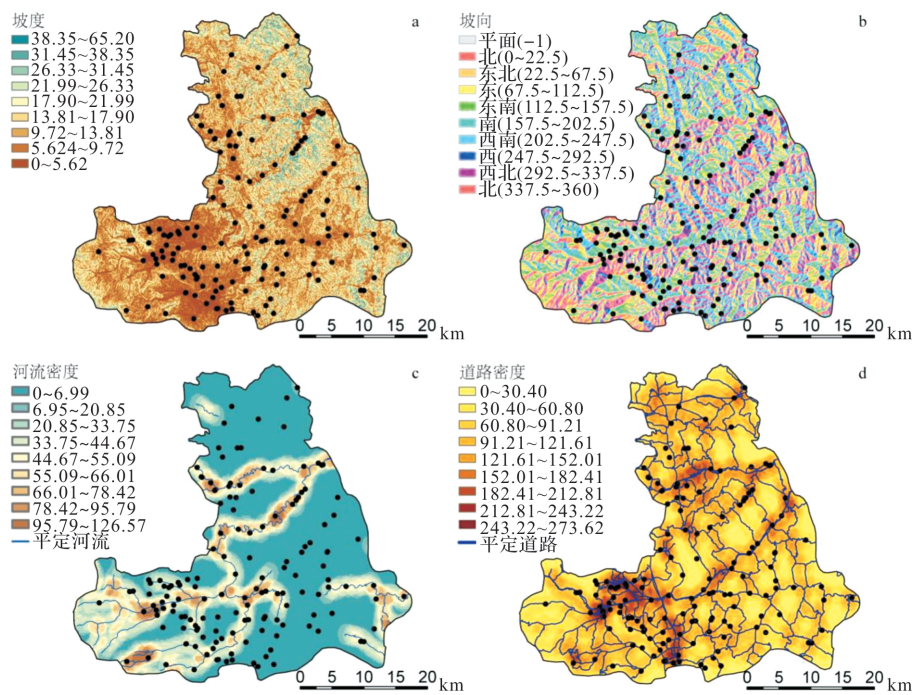 坡度
a
38.35~65.20
31.45~38.35
26.33~31.45
21.99~26.33
17.90~21.99
13.81~17.90
9.72~13.81
5.624~9.72
0~5.62
0 5 10 15 20 km
坡向
b
平面(-1)
北(0~22.5)
东北(22.5~67.5)
东(67.5~112.5)
东南(112.5~157.5)
南(157.5~202.5)
西南(202.5~247.5)
西(247.5~292.5)
西北(292.5~337.5)
北(337.5~360)
0 5 10 15 20 km
河流密度
c
0~6.99
6.95~20.85
20.85~33.75
33.75~44.67
44.67~55.09
55.09~66.01
66.01~78.42
78.42~95.79
95.79~126.57
平定河流
0 5 10 15 20 km
道路密度
d
0~30.40
30.40~60.80
60.80~91.21
91.21~121.61
121.61~152.01
152.01~182.41
182.41~212.81
212.81~243.22
243.22~273.62
平定道路
0 5 10 15 20 km